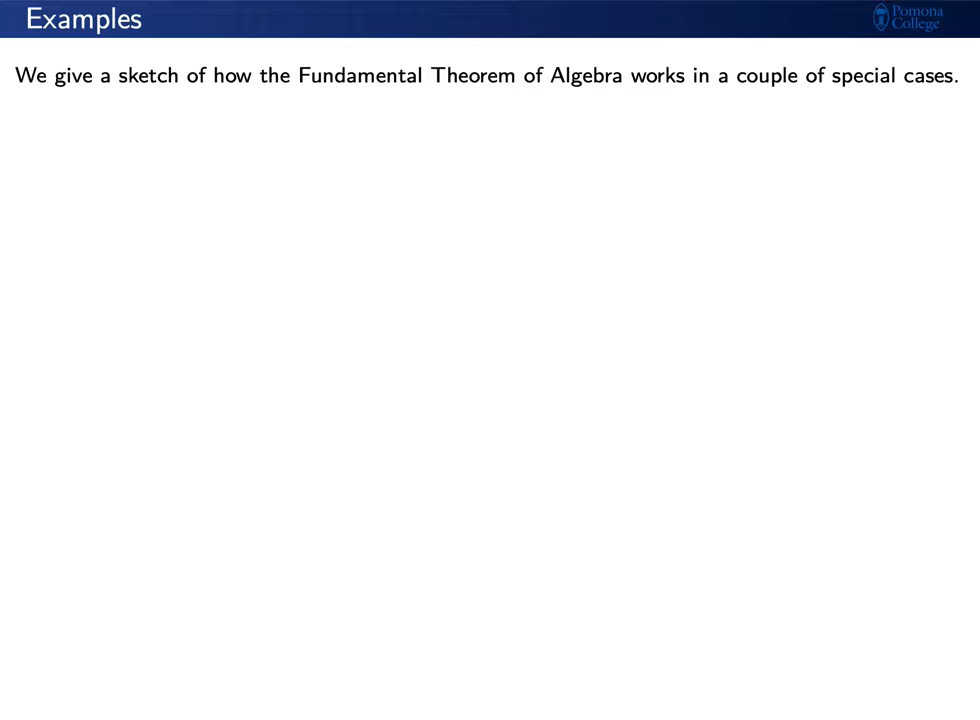 Examples
Pomona
College
We give a sketch of how the Fundamental Theorem of Algebra works in a couple of special cases.